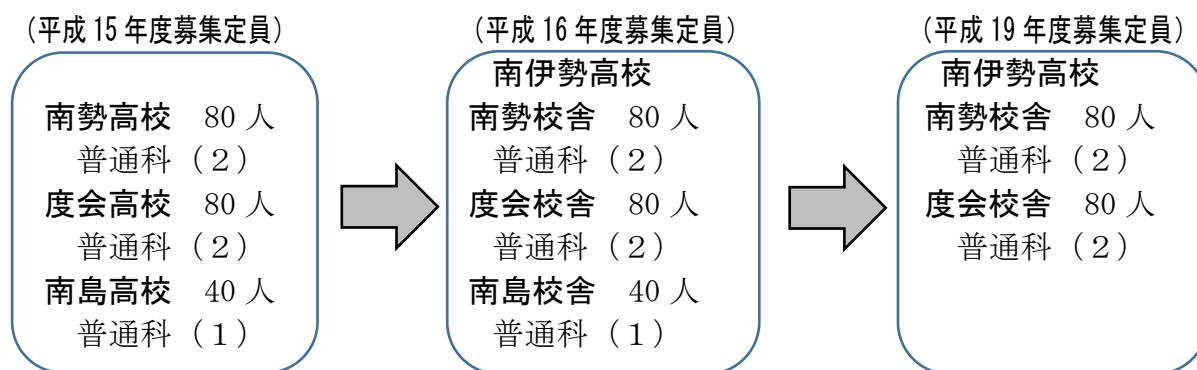 (平成15年度募集定員)
南勢高校 80人
普通科(2)
度会高校 80人
普通科(2)
南島高校 40人
普通科(1)
(平成16年度募集定員)
南伊勢高校
南勢校舎 80人
普通科(2)
度会校舎 80人
普通科(2)
南島校舎 40人
普通科(1)
(平成19年度募集定員)
南伊勢高校
南勢校舎 80人
普通科(2)
度会校舎 80人
普通科(2)